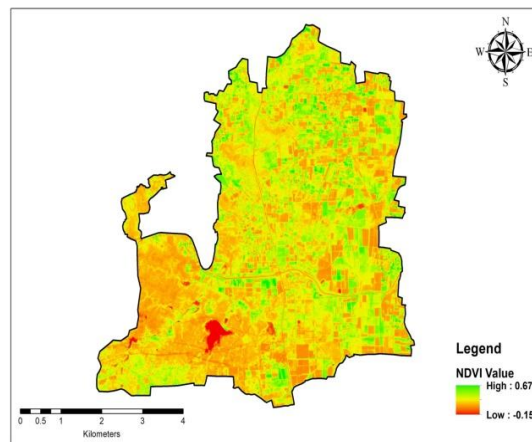 N
W E
S
Legend
NDVI Value
High : 0.67
Low : -0.15
0 0.5 1 2 3 4
Kilometers